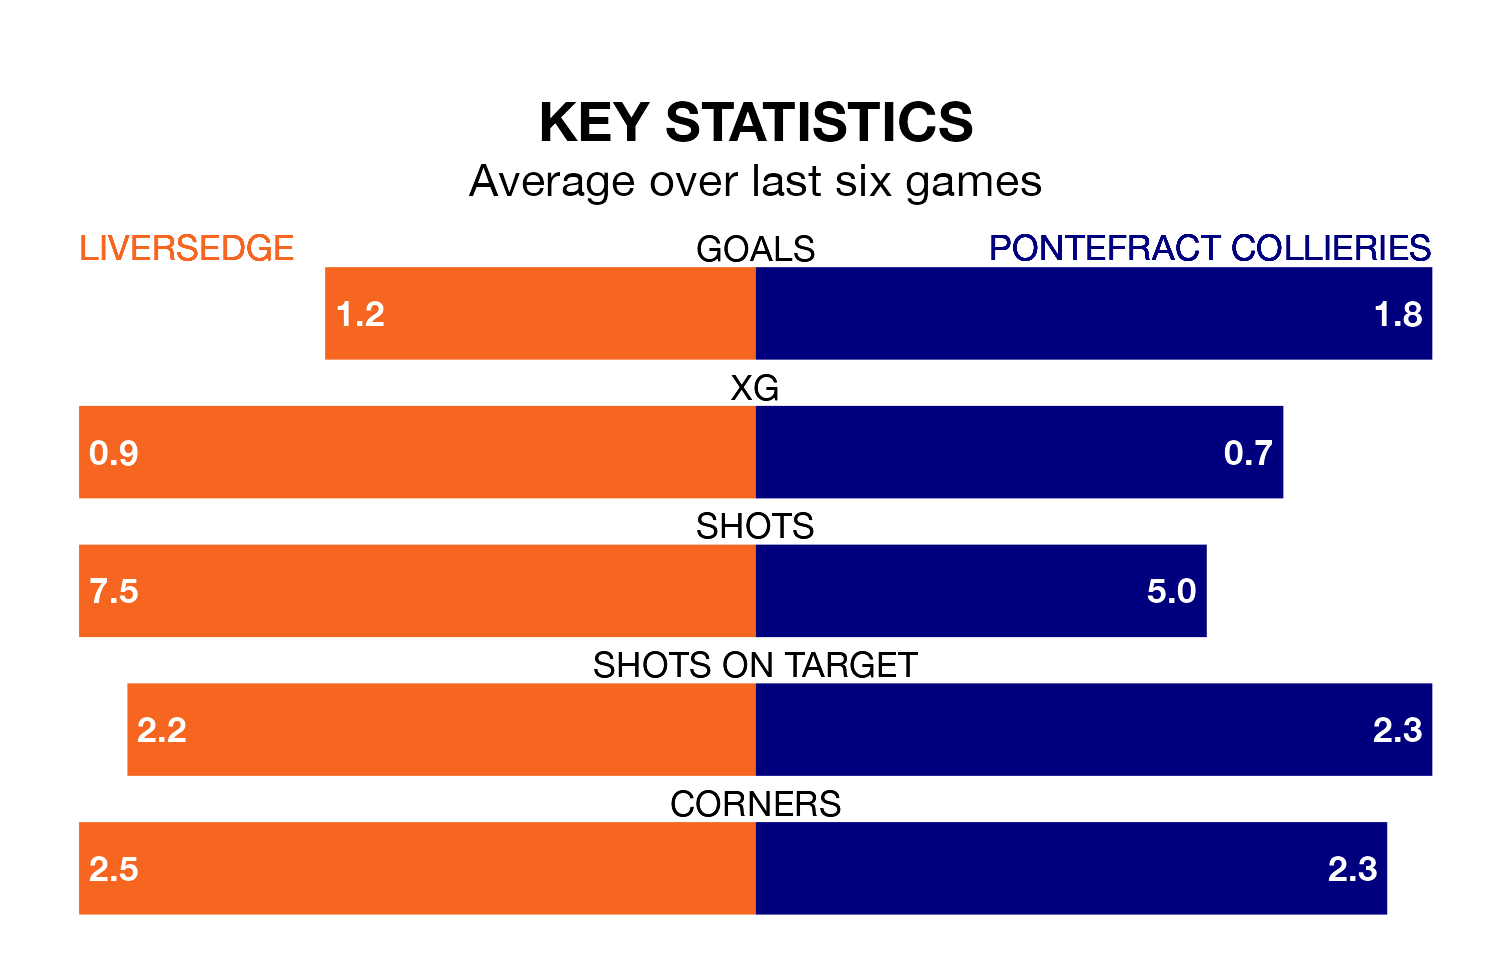 KEY STATISTICS
Average over last six games
LIVERSEDGE GOALS PONTEFRACT COLLIERIES
1.2 1.8
XG
0.9 0.7
SHOTS
7.5 5.0
SHOTS ON TARGET
2.2 2.3
CORNERS
2.5 2.3